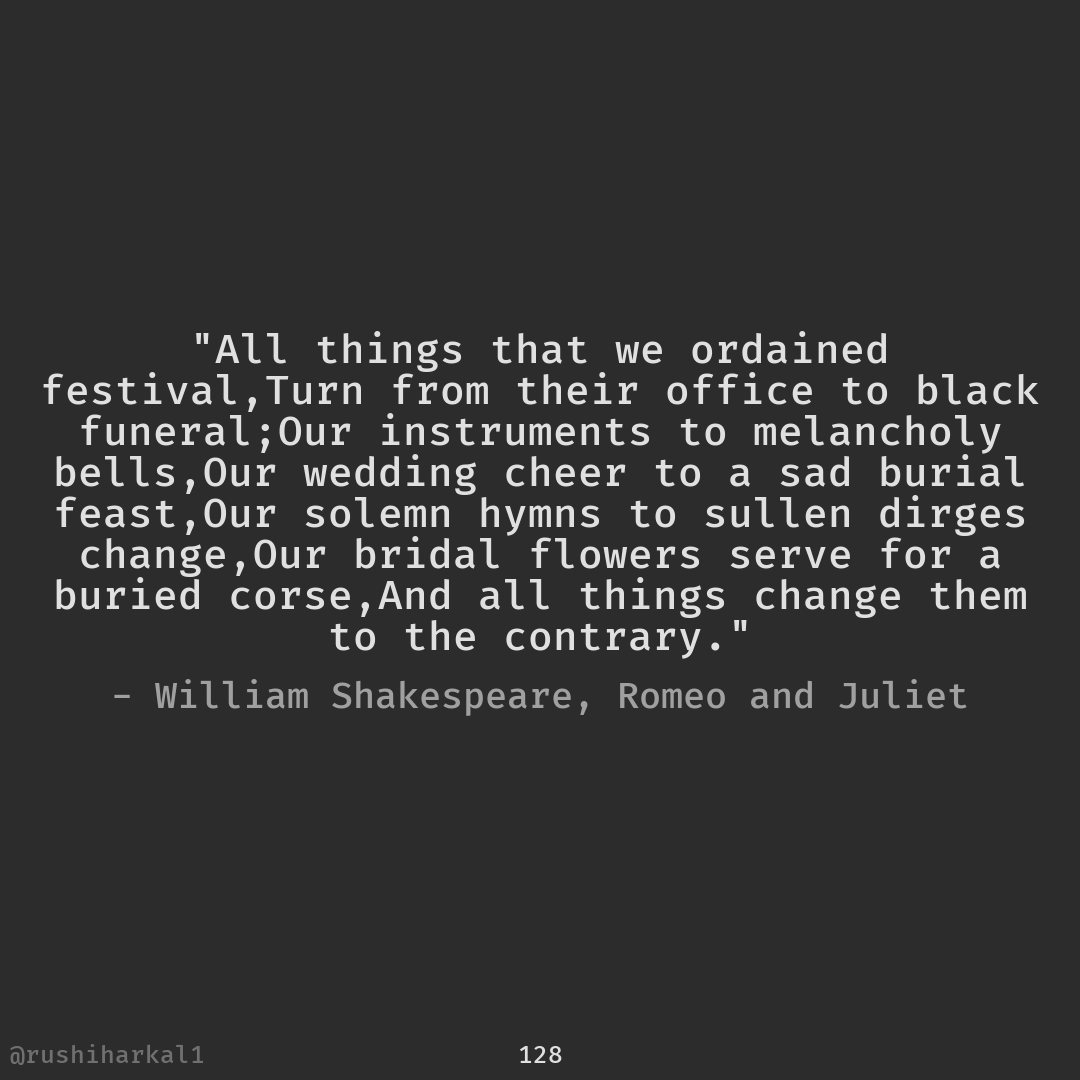 "All things that we ordained
festival,Turn from their office to black
funeral;Our instruments to melancholy
bells,Our wedding cheer to a sad burial
feast,Our solemn hymns to sullen dirges
change,Our bridal flowers serve for a
buried corse,And all things change them
to the contrary."
– William Shakespeare, Romeo and Juliet
@rushiharkal1
128